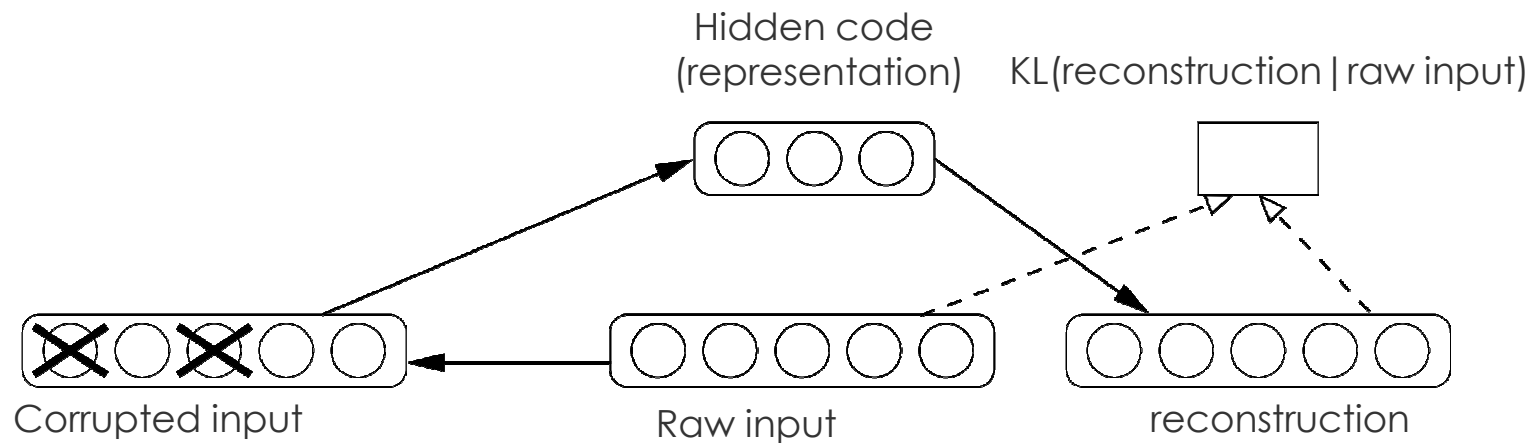 Hidden code
(representation)
KL(reconstruction|raw input)
Corrupted input
Raw input
reconstruction